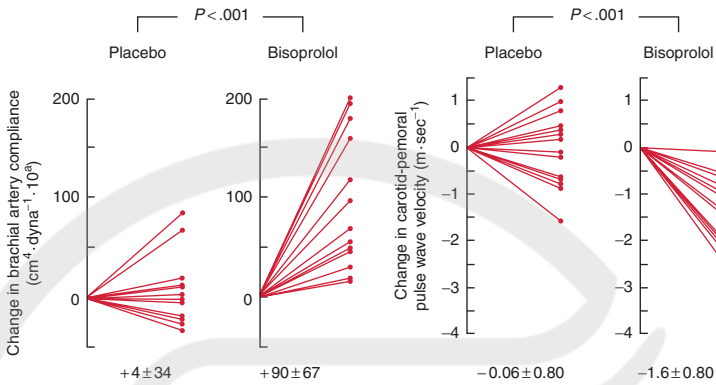 P<.001
Placebo
Bisoprolol
Change in brachial artery compliance
(cm⁴·dyna⁻¹·10ᵃ)
200
100
0
200
100
0
+4±34
+90±67
P<.001
Placebo
Bisoprolol
Change in carotid-pemoral
pulse wave velocity (m·sec⁻¹)
1
0
−1
−2
−3
−4
1
0
−1
−2
−3
−4
−0.06±0.80
−1.6±0.80